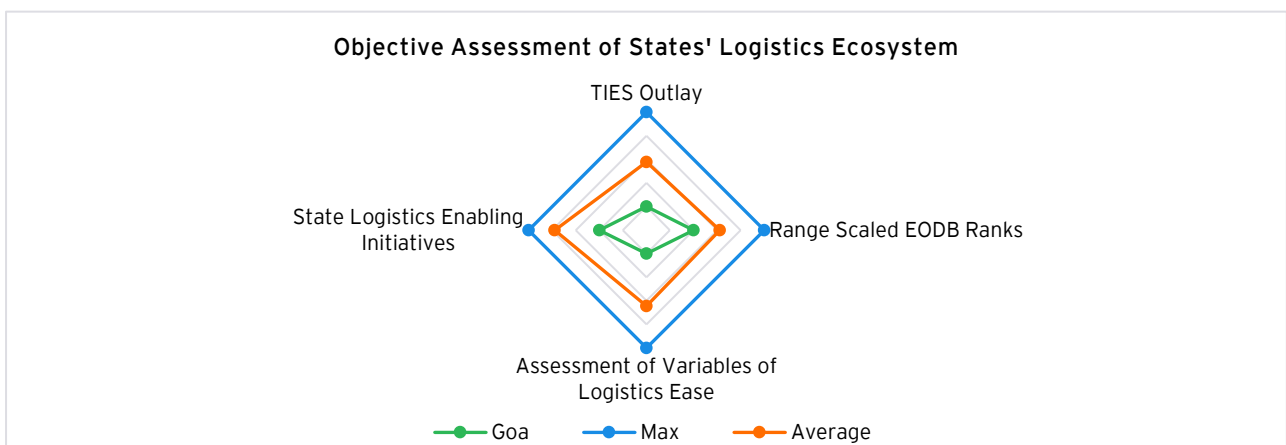 Objective Assessment of States' Logistics Ecosystem
TIES Outlay
State Logistics Enabling
Initiatives
Range Scaled EODB Ranks
Assessment of Variables of
Logistics Ease
Goa
Max
Average